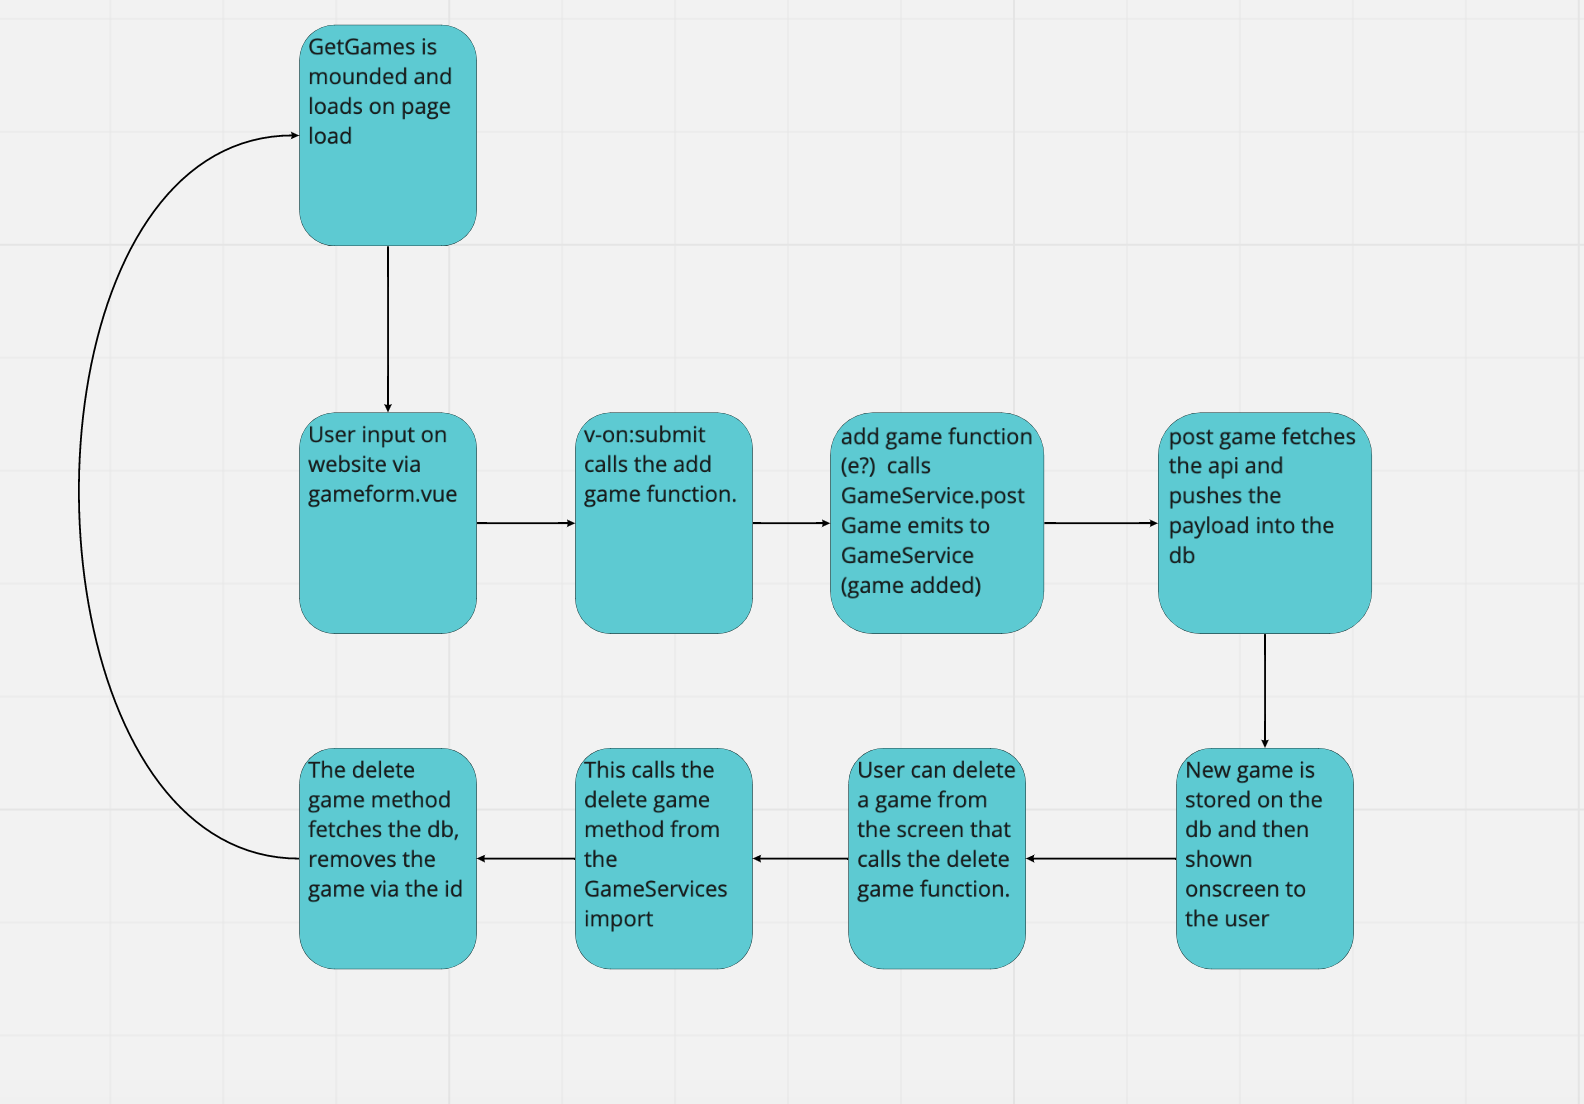 GetGames is
mounded and
loads on page
load
User input on
website via
gameform.vue
v-on:submit
calls the add
game function.
add game function
(e?)  calls
GameService.post
Game emits to
GameService
(game added)
post game fetches
the api and
pushes the
payload into the
db
The delete
game method
fetches the db,
removes the
game via the id
This calls the
delete game
method from
the
GameServices
import
User can delete
a game from
the screen that
calls the delete
game function.
New game is
stored on the
db and then
shown
onscreen to
the user